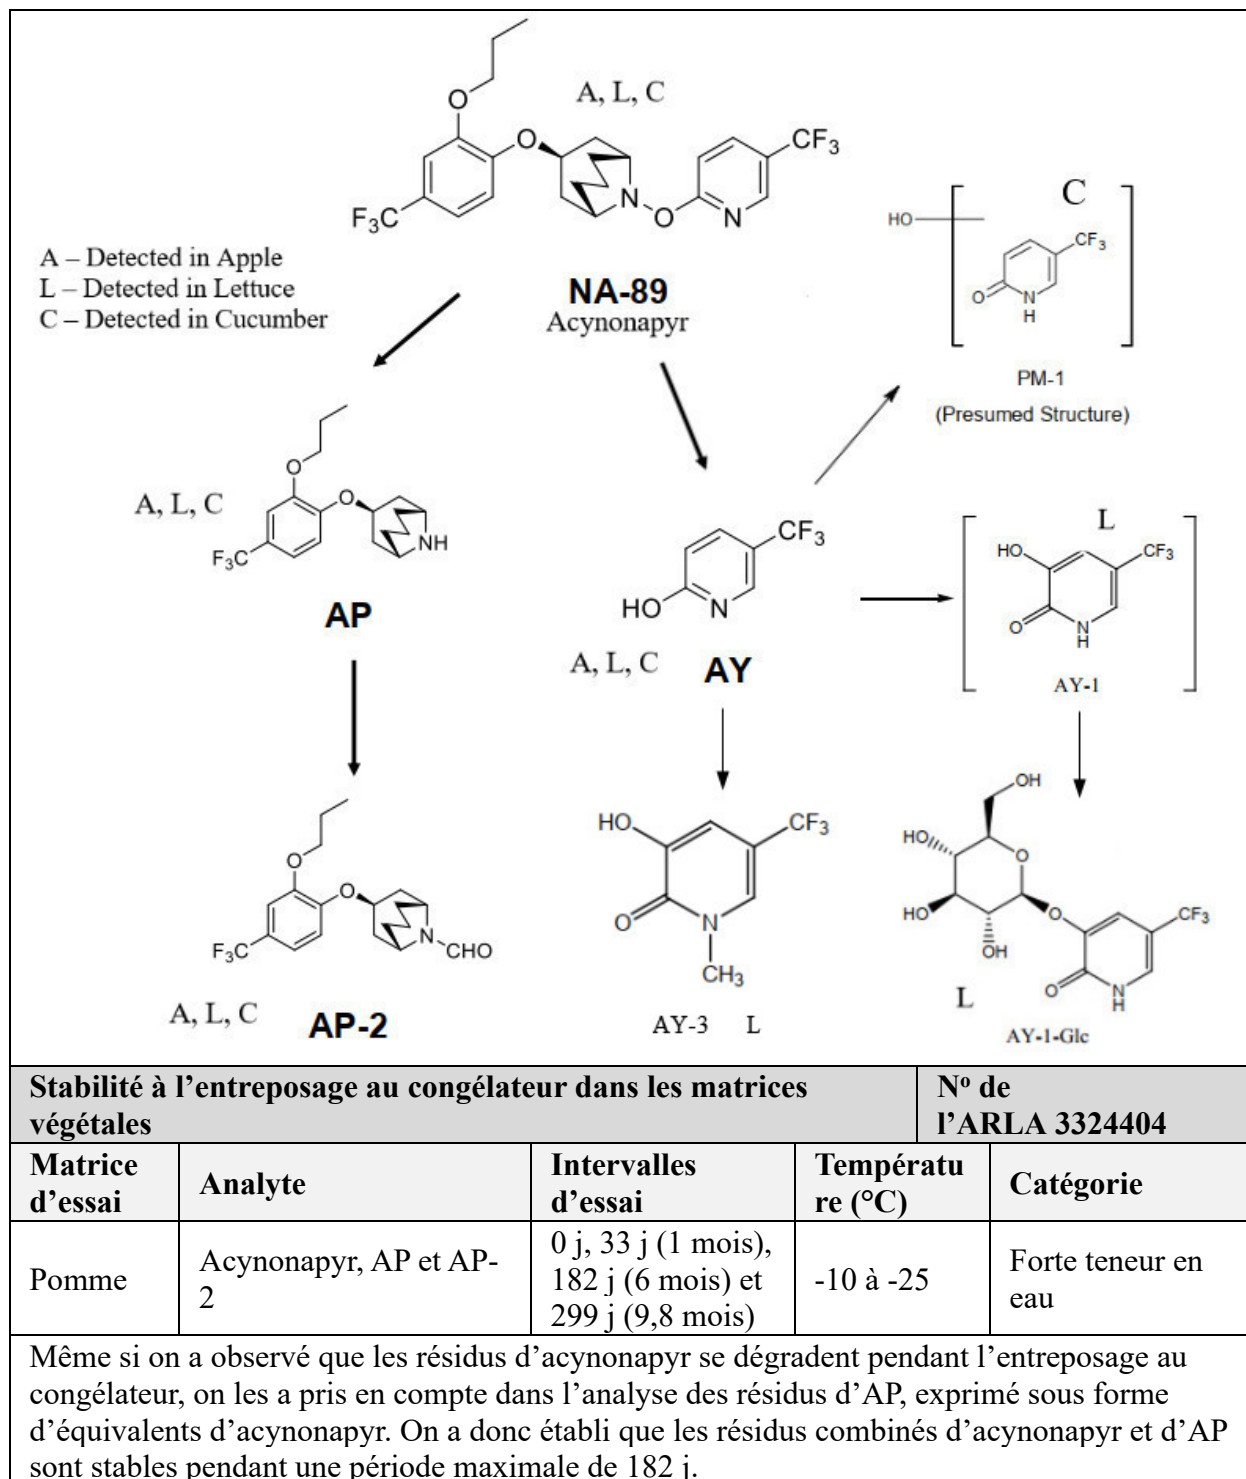 O
A, L, C
O
CF3
F3C
N
O
N
A – Detected in Apple
L – Detected in Lettuce
C – Detected in Cucumber
NA-89
Acynonapyr
C
HO
CF3
O
N
H
PM-1
(Presumed Structure)
O
A, L, C
O
F3C
NH
AP
CF3
HO
N
A, L, C
AY
L
HO
CF3
O
N
H
AY-1
O
O
F3C
N
CHO
A, L, C
AP-2
HO
CF3
O
N
CH3
AY-3 L
OH
HO
O
HO
O
OH
CF3
O
N
H
L
AY-1-Glc
Stabilité à l’entreposage au congélateur dans les matrices
végétales
Nº de
l’ARLA 3324404
Matrice
d’essai
Analyte
Intervalles
d’essai
Températu
re (°C)
Catégorie
Pomme
Acynonapyr, AP et AP-
2
0 j, 33 j (1 mois),
182 j (6 mois) et
299 j (9,8 mois)
-10 à -25
Forte teneur en
eau
Même si on a observé que les résidus d’acynonapyr se dégradent pendant l’entreposage au
congélateur, on les a pris en compte dans l’analyse des résidus d’AP, exprimé sous forme
d’équivalents d’acynonapyr. On a donc établi que les résidus combinés d’acynonapyr et d’AP
sont stables pendant une période maximale de 182 j.